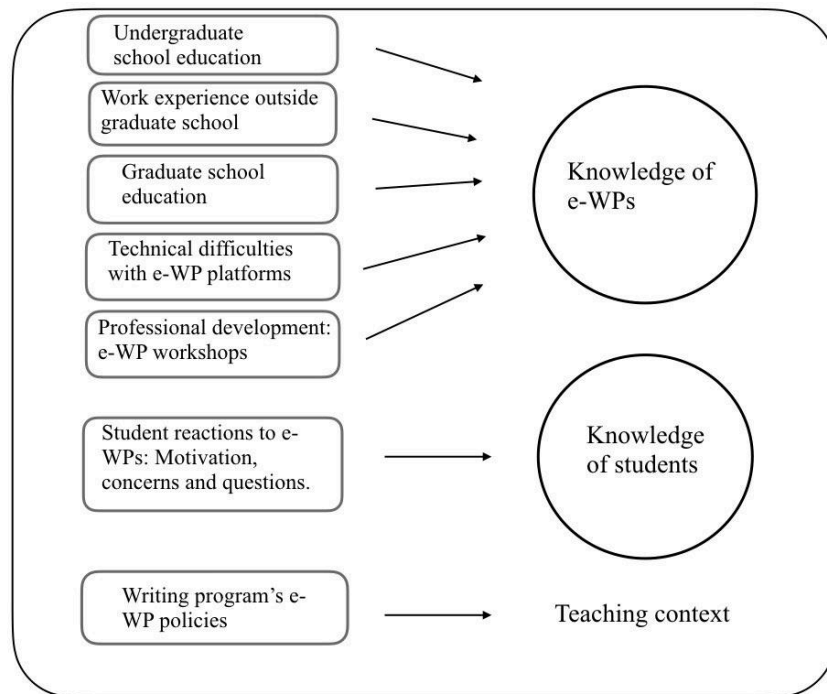 Undergraduate
school education
Work experience outside
graduate school
Graduate school
education
Technical difficulties
with e-WP platforms
Professional development:
e-WP workshops
Knowledge of
e-WPs
Student reactions to e-
WPs: Motivation,
concerns and questions.
Knowledge
of students
Writing program’s e-
WP policies
Teaching context